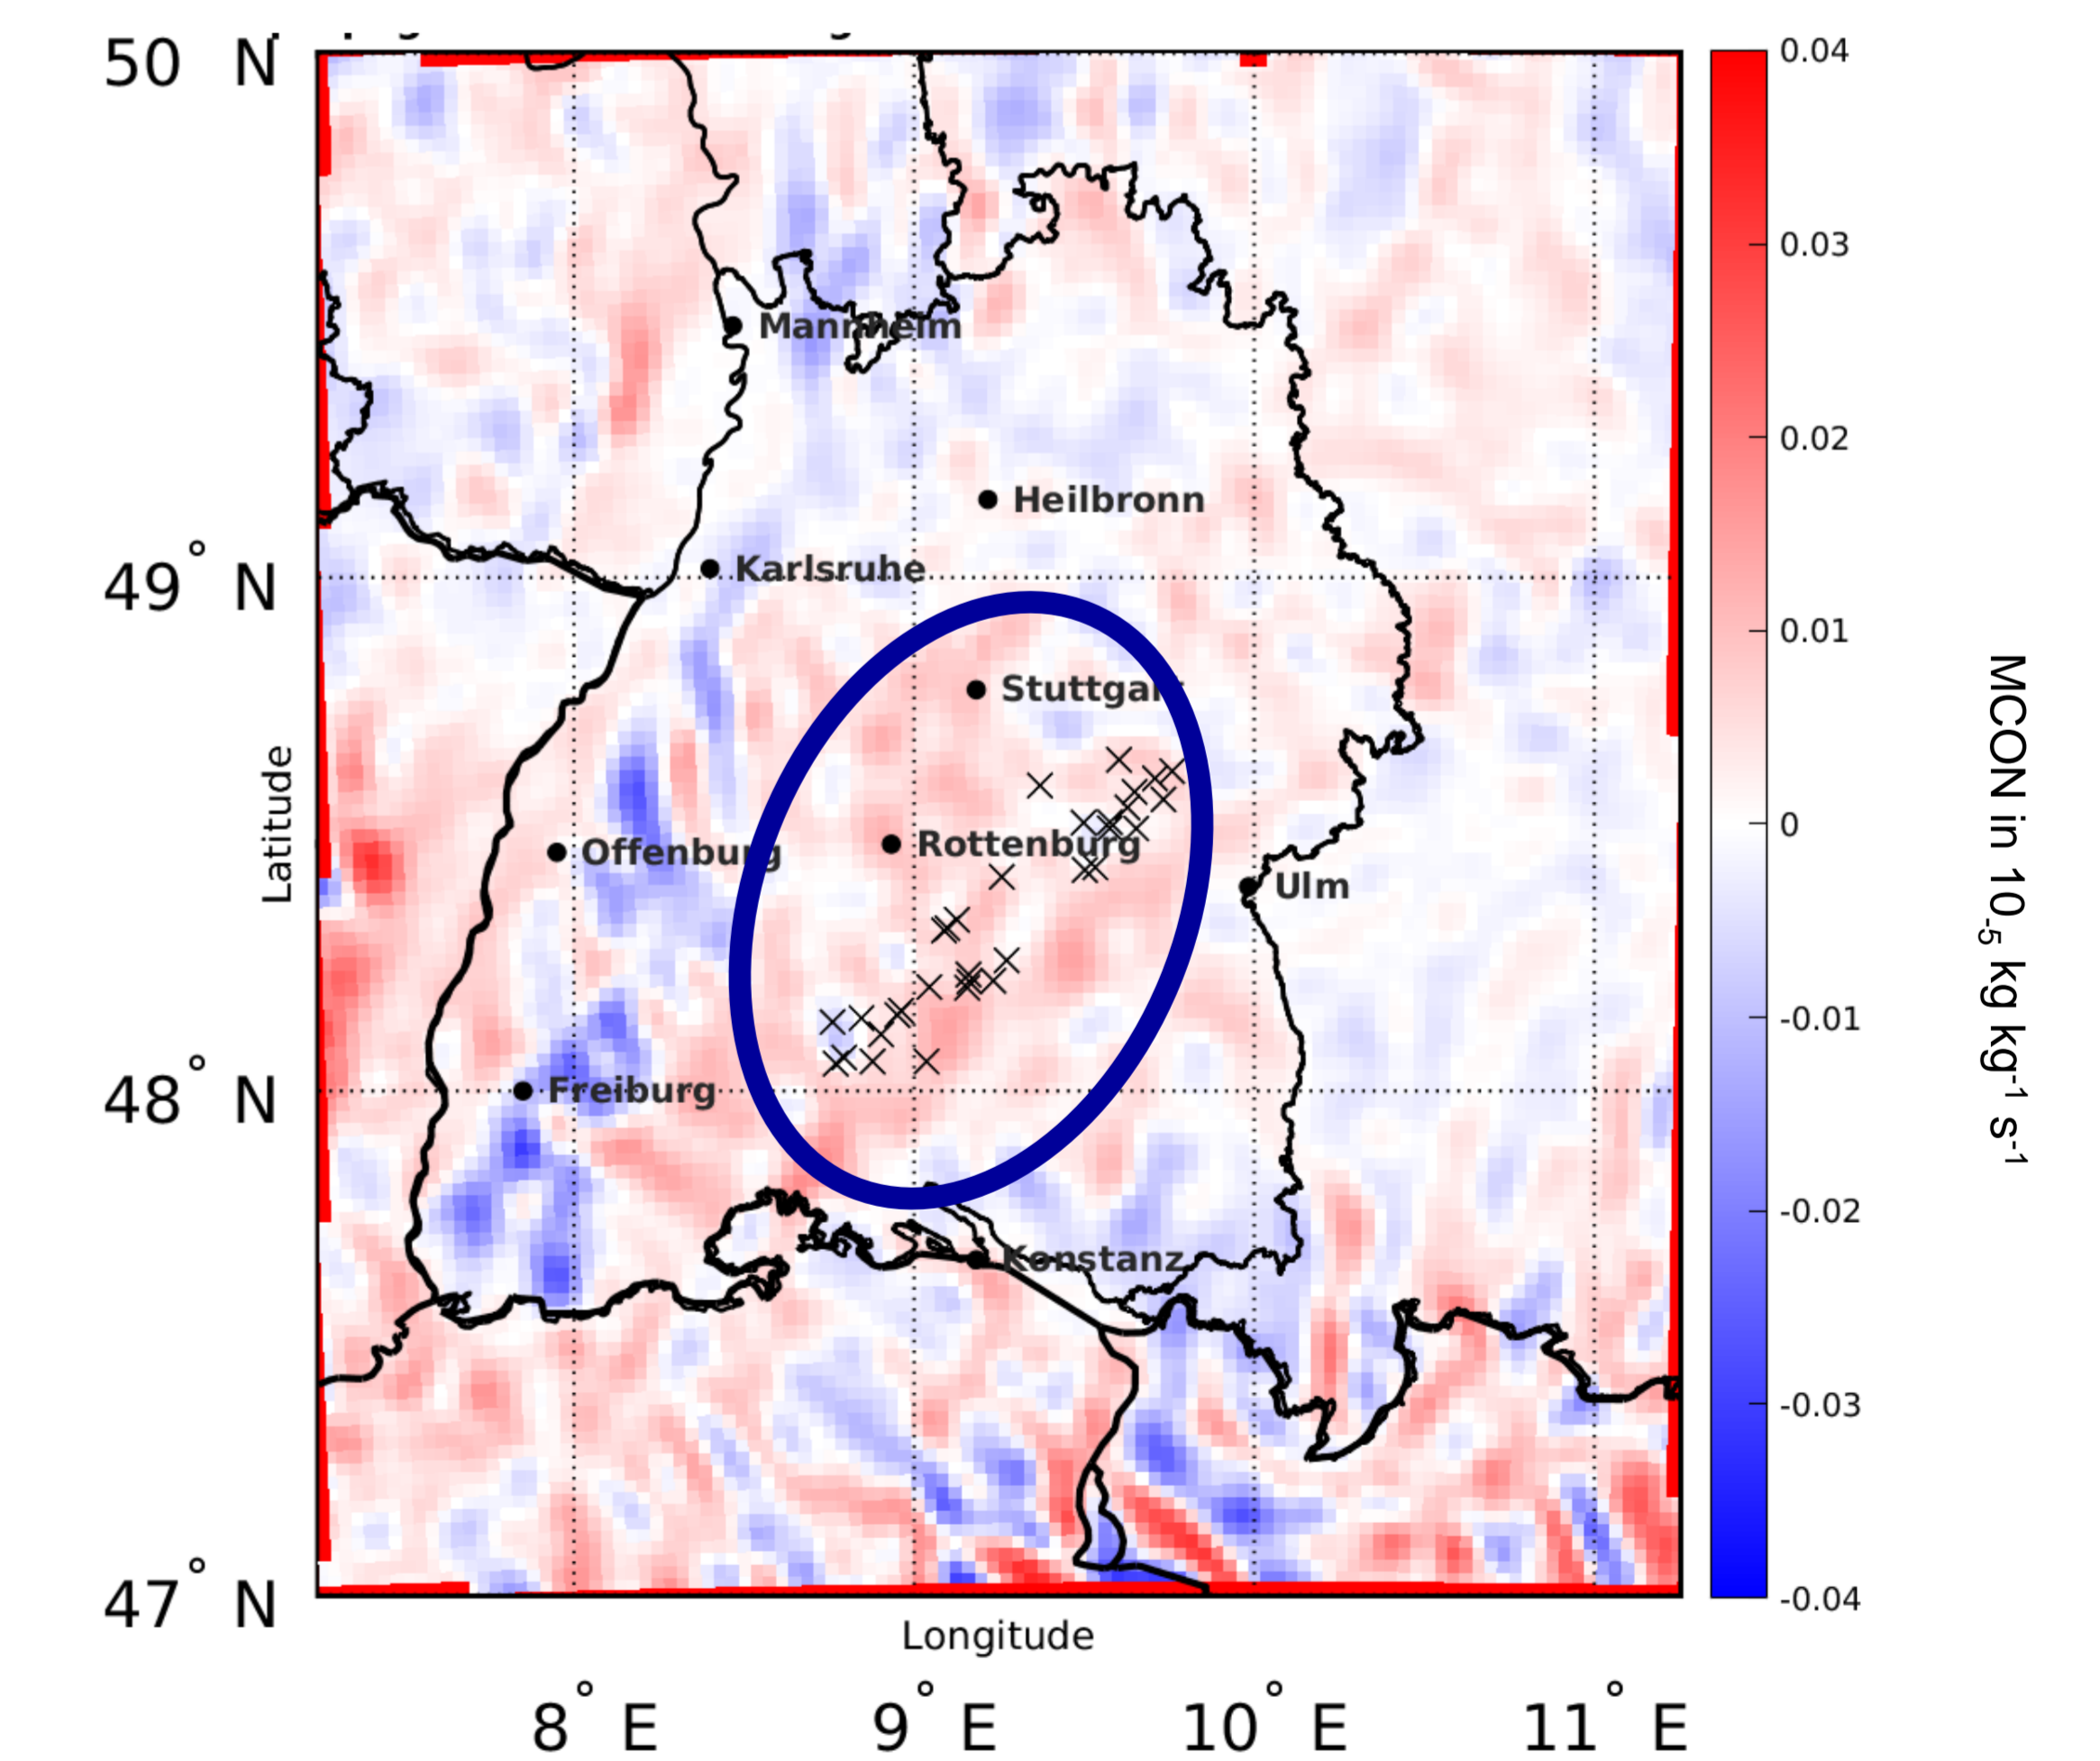 50 N
0.04
0.03
Mannheim
0.02
Heilbronn
49° N
Karlsruhe
0.01
Stuttgart
0
Latitude
Offenburg
Rottenburg
Ulm
MCON in 10-5 kg kg-1 s-1
-0.01
48° N
Freiburg
-0.02
Konstanz
-0.03
47° N
-0.04
Longitude
8° E
9° E
10° E
11° E